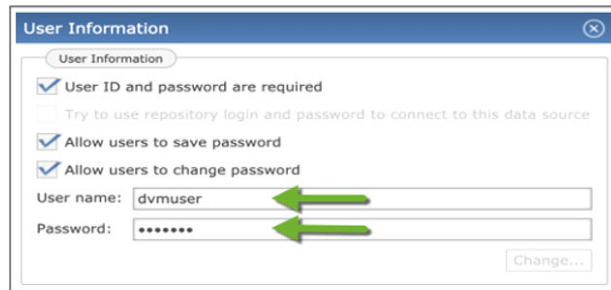 User Information
User Information
User ID and password are required
Try to use repository login and password to connect to this data source
Allow users to save password
Allow users to change password
User name: dvmuser
Password: •••••••
Change...